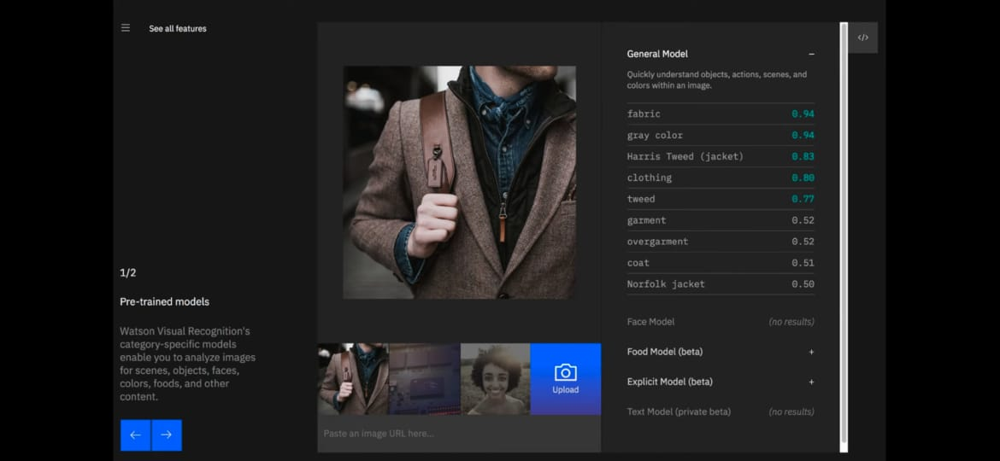 See all features
1/2
Pre-trained models
Watson Visual Recognition's
category-specific models
enable you to analyze images
for scenes, objects, faces,
colors, foods, and other
content.
Upload
Paste an image URL here...
</>
General Model −
Quickly understand objects, actions, scenes, and
colors within an image.
fabric 0.94
gray color 0.94
Harris Tweed (jacket) 0.83
clothing 0.80
tweed 0.77
garment 0.52
overgarment 0.52
coat 0.51
Norfolk jacket 0.50
Face Model (no results)
Food Model (beta) +
Explicit Model (beta) +
Text Model (private beta) (no results)